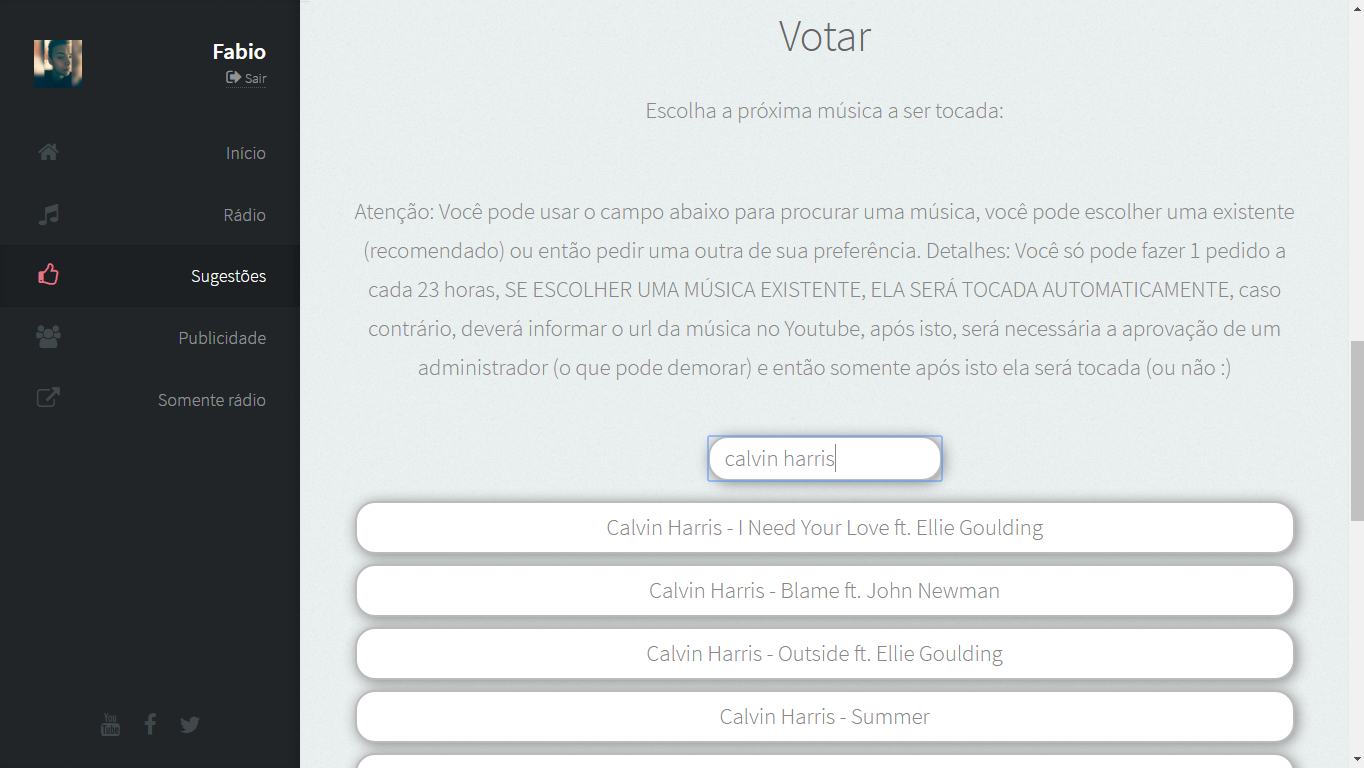 Fabio
Sair
Início
Rádio
Sugestões
Publicidade
Somente rádio
You
Tube
Votar
Escolha a próxima música a ser tocada:
Atenção: Você pode usar o campo abaixo para procurar uma música, você pode escolher uma existente
(recomendado) ou então pedir uma outra de sua preferência. Detalhes: Você só pode fazer 1 pedido a
cada 23 horas, SE ESCOLHER UMA MÚSICA EXISTENTE, ELA SERÁ TOCADA AUTOMATICAMENTE, caso
contrário, deverá informar o url da música no Youtube, após isto, será necessária a aprovação de um
administrador (o que pode demorar) e então somente após isto ela será tocada (ou não :)
calvin harris
Calvin Harris - I Need Your Love ft. Ellie Goulding
Calvin Harris - Blame ft. John Newman
Calvin Harris - Outside ft. Ellie Goulding
Calvin Harris - Summer